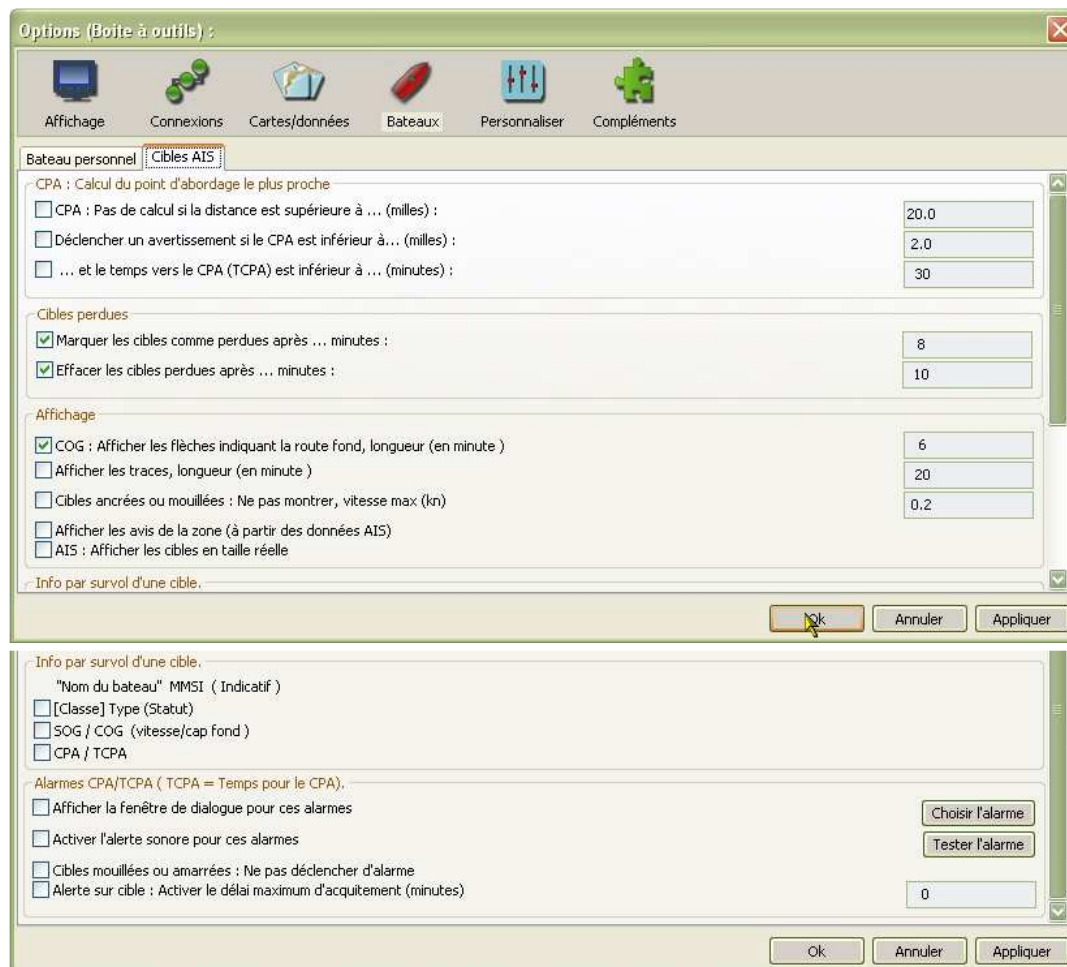 Options (Boite à outils) :
Affichage Connexions Cartes/données Bateaux Personnaliser Compléments
Bateau personnel Cibles AIS
CPA : Calcul du point d'abordage le plus proche
CPA : Pas de calcul si la distance est supérieure à ... (milles) : 20.0
Déclencher un avertissement si le CPA est inférieur à... (milles) : 2.0
... et le temps vers le CPA (TCPA) est inférieur à ... (minutes) : 30
Cibles perdues
Marquer les cibles comme perdues après ... minutes : 8
Effacer les cibles perdues après ... minutes : 10
Affichage
COG : Afficher les flèches indiquant la route fond, longueur (en minute ) 6
Afficher les traces, longueur (en minute ) 20
Cibles ancrées ou mouillées : Ne pas montrer, vitesse max (kn) 0.2
Afficher les avis de la zone (à partir des données AIS)
AIS : Afficher les cibles en taille réelle
Info par survol d'une cible.
Ok Annuler Appliquer
Info par survol d'une cible.
"Nom du bateau" MMSI ( Indicatif )
[Classe] Type (Statut)
SOG / COG (vitesse/cap fond )
CPA / TCPA
Alarmes CPA/TCPA ( TCPA = Temps pour le CPA).
Afficher la fenêtre de dialogue pour ces alarmes Choisir l'alarme
Activer l'alerte sonore pour ces alarmes Tester l'alarme
Cibles mouillées ou amarrées : Ne pas déclencher d'alarme
Alerte sur cible : Activer le délai maximum d'acquitement (minutes) 0
Ok Annuler Appliquer